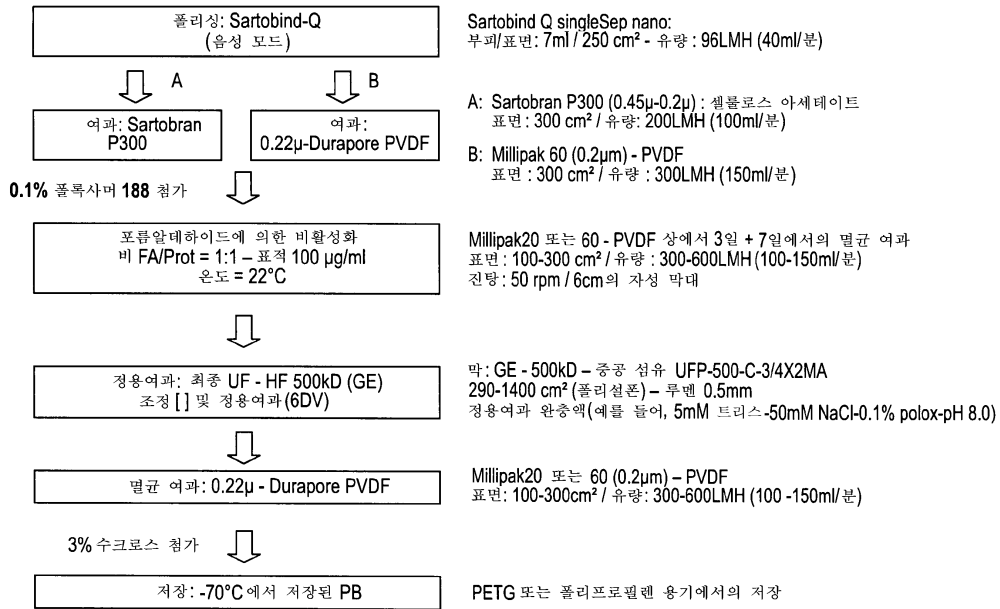 폴리싱: Sartobind-Q
(음성 모드)
Sartobind Q singleSep nano:
부피/표면: 7ml / 250 cm² - 유량 : 96LMH (40ml/분)
A
B
여과: Sartobran
P300
여과:
0.22µ-Durapore PVDF
A: Sartobran P300 (0.45µ-0.2µ) : 셀룰로스 아세테이트
표면 : 300 cm² / 유량: 200LMH (100ml/분)
B: Millipak 60 (0.2µm) - PVDF
표면 : 300 cm² / 유량 : 300LMH (150ml/분)
0.1% 폴록사머 188 첨가
포름알데하이드에 의한 비활성화
비 FA/Prot = 1:1 – 표적 100 µg/ml
온도 = 22°C
Millipak20 또는 60 - PVDF 상에서 3일 + 7일에서의 멸균 여과
표면 : 100-300 cm² / 유량 : 300-600LMH (100-150ml/분)
진탕 : 50 rpm / 6cm의 자성 막대
정용여과: 최종 UF - HF 500kD (GE)
조정 [ ] 및 정용여과(6DV)
막 : GE - 500kD – 중공 섬유 UFP-500-C-3/4X2MA
290-1400 cm² (폴리설폰) – 루멘 0.5mm
정용여과 완충액(예를 들어, 5mM 트리스-50mM NaCl-0.1% polox-pH 8.0)
멸균 여과: 0.22µ - Durapore PVDF
Millipak20 또는 60 (0.2µm) – PVDF
표면 : 100-300cm² / 유량: 300-600LMH (100 -150ml/분)
3% 수크로스 첨가
저장: -70°C에서 저장된 PB
PETG 또는 폴리프로필렌 용기에서의 저장